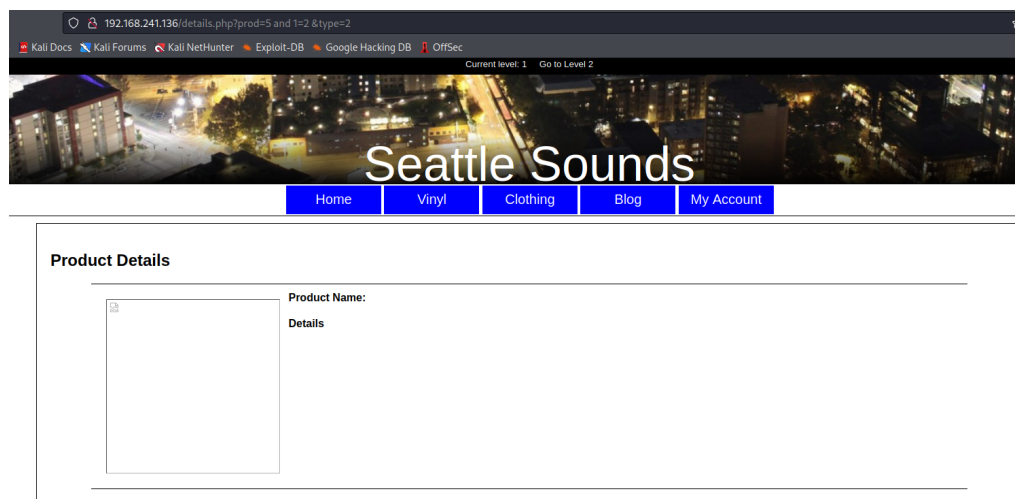 192.168.241.136/details.php?prod=5 and 1=2 &type=2
Kali Docs Kali Forums Kali NetHunter Exploit-DB Google Hacking DB OffSec
Current level: 1 Go to Level 2
Seattle Sounds
Home Vinyl Clothing Blog My Account
Product Details
Product Name:
Details